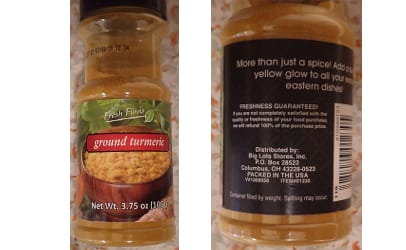 Fresh Finds
ground turmeric
Net Wt. 3.75 oz
More than just a spice! Add
yellow glow to all your
eastern dishes!
FRESHNESS GUARANTEED!
If you are not completely satisfied with the
quality or freshness of your food purchase,
we will refund 100% of the purchase price.
Distributed by:
Big Lots Stores, Inc.
P.O. Box 28523
Columbus, OH 43228-0523
PACKED IN THE USA
Container filled by weight. Settling may occur.